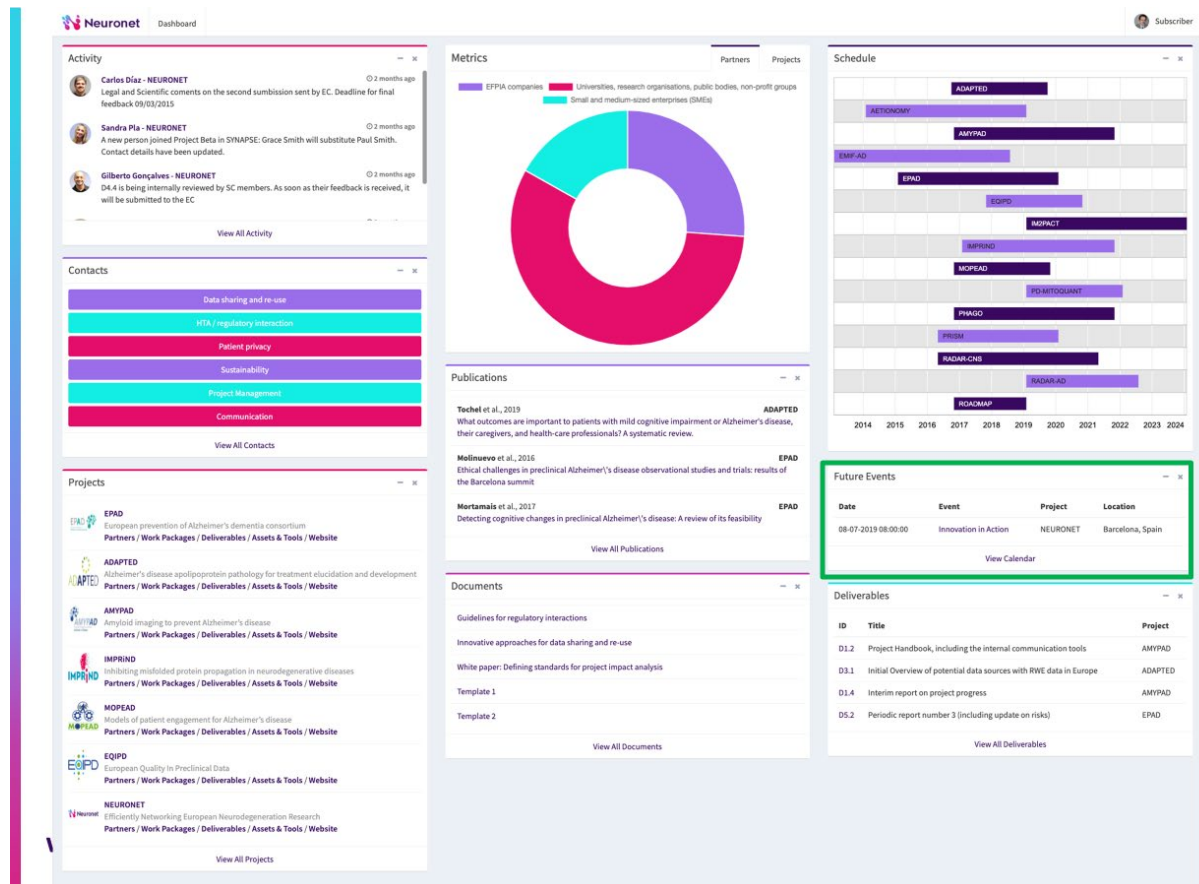 Neuronet
Dashboard
Subscriber
Activity
Carlos Díaz - NEURONET
2 months ago
Legal and Scientific coments on the second sumbission sent by EC. Deadline for final
feedback 09/03/2015
Sandra Pla - NEURONET
2 months ago
A new person joined Project Beta in SYNAPSE: Grace Smith will substitute Paul Smith.
Contact details have been updated.
Gilberto Gonçalves - NEURONET
2 months ago
D4.4 is being internally reviewed by SC members. As soon as their feedback is received, it
will be submitted to the EC
View All Activity
Contacts
Data sharing and re-use
HTA / regulatory interaction
Patient privacy
Sustainability
Project Management
Communication
View All Contacts
Projects
EPAD
EPAD
European prevention of Alzheimer's dementia consortium
Partners / Work Packages / Deliverables / Assets & Tools / Website
ADAPTED
ADAPTED
Alzheimer's disease apolipoprotein pathology for treatment elucidation and development
Partners / Work Packages / Deliverables / Assets & Tools / Website
AMYPAD
AMYPAD
Amyloid imaging to prevent Alzheimer's disease
Partners / Work Packages / Deliverables / Assets & Tools / Website
IMPRiND
IMPRiND
Inhibiting misfolded protein propagation in neurodegenerative diseases
Partners / Work Packages / Deliverables / Assets & Tools / Website
MOPEAD
MOPEAD
Models of patient engagement for Alzheimer's disease
Partners / Work Packages / Deliverables / Assets & Tools / Website
EQIPD
EQIPD
European Quality In Preclinical Data
Partners / Work Packages / Deliverables / Assets & Tools / Website
Neuronet
NEURONET
Efficiently Networking European Neurodegeneration Research
Partners / Work Packages / Deliverables / Assets & Tools / Website
View All Projects
Metrics
Partners
Projects
EFPIA companies
Universities, research organisations, public bodies, non-profit groups
Small and medium-sized enterprises (SMEs)
Publications
Tochel et al., 2019
ADAPTED
What outcomes are important to patients with mild cognitive impairment or Alzheimer's disease,
their caregivers, and health-care professionals? A systematic review.
Molinuevo et al., 2016
EPAD
Ethical challenges in preclinical Alzheimer\'s disease observational studies and trials: results of
the Barcelona summit
Mortamais et al., 2017
EPAD
Detecting cognitive changes in preclinical Alzheimer\'s disease: A review of its feasibility
View All Publications
Documents
Guidelines for regulatory interactions
Innovative approaches for data sharing and re-use
White paper: Defining standards for project impact analysis
Template 1
Template 2
View All Documents
Schedule
ADAPTED
AETIONOMY
AMYPAD
EMIF-AD
EPAD
EQIPD
IM2PACT
IMPRIND
MOPEAD
PD-MITOQUANT
PHAGO
PRISM
RADAR-CNS
RADAR-AD
ROADMAP
2014 2015 2016 2017 2018 2019 2020 2021 2022 2023 2024
Future Events
Date Event Project Location
08-07-2019 08:00:00 Innovation in Action NEURONET Barcelona, Spain
View Calendar
Deliverables
ID Title Project
D1.2 Project Handbook, including the internal communication tools AMYPAD
D3.1 Initial Overview of potential data sources with RWE data in Europe ADAPTED
D1.4 Interim report on project progress AMYPAD
D5.2 Periodic report number 3 (including update on risks) EPAD
View All Deliverables